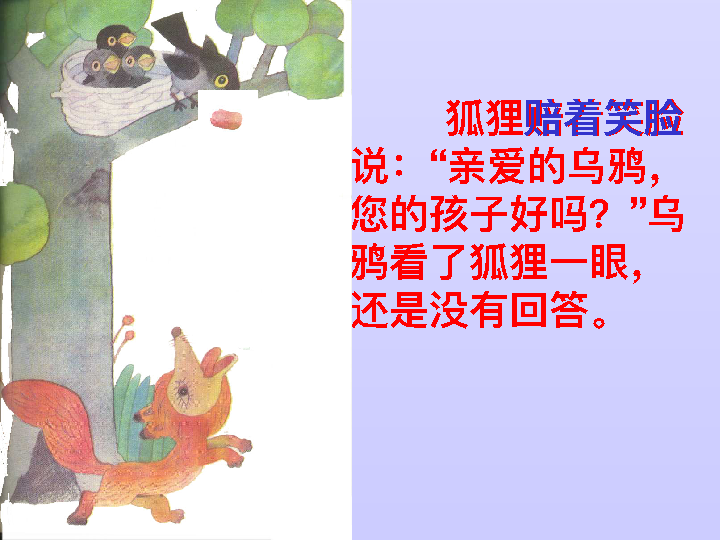 狐狸赔着笑脸
说：“亲爱的乌鸦，
您的孩子好吗？”乌
鸦看了狐狸一眼，
还是没有回答。